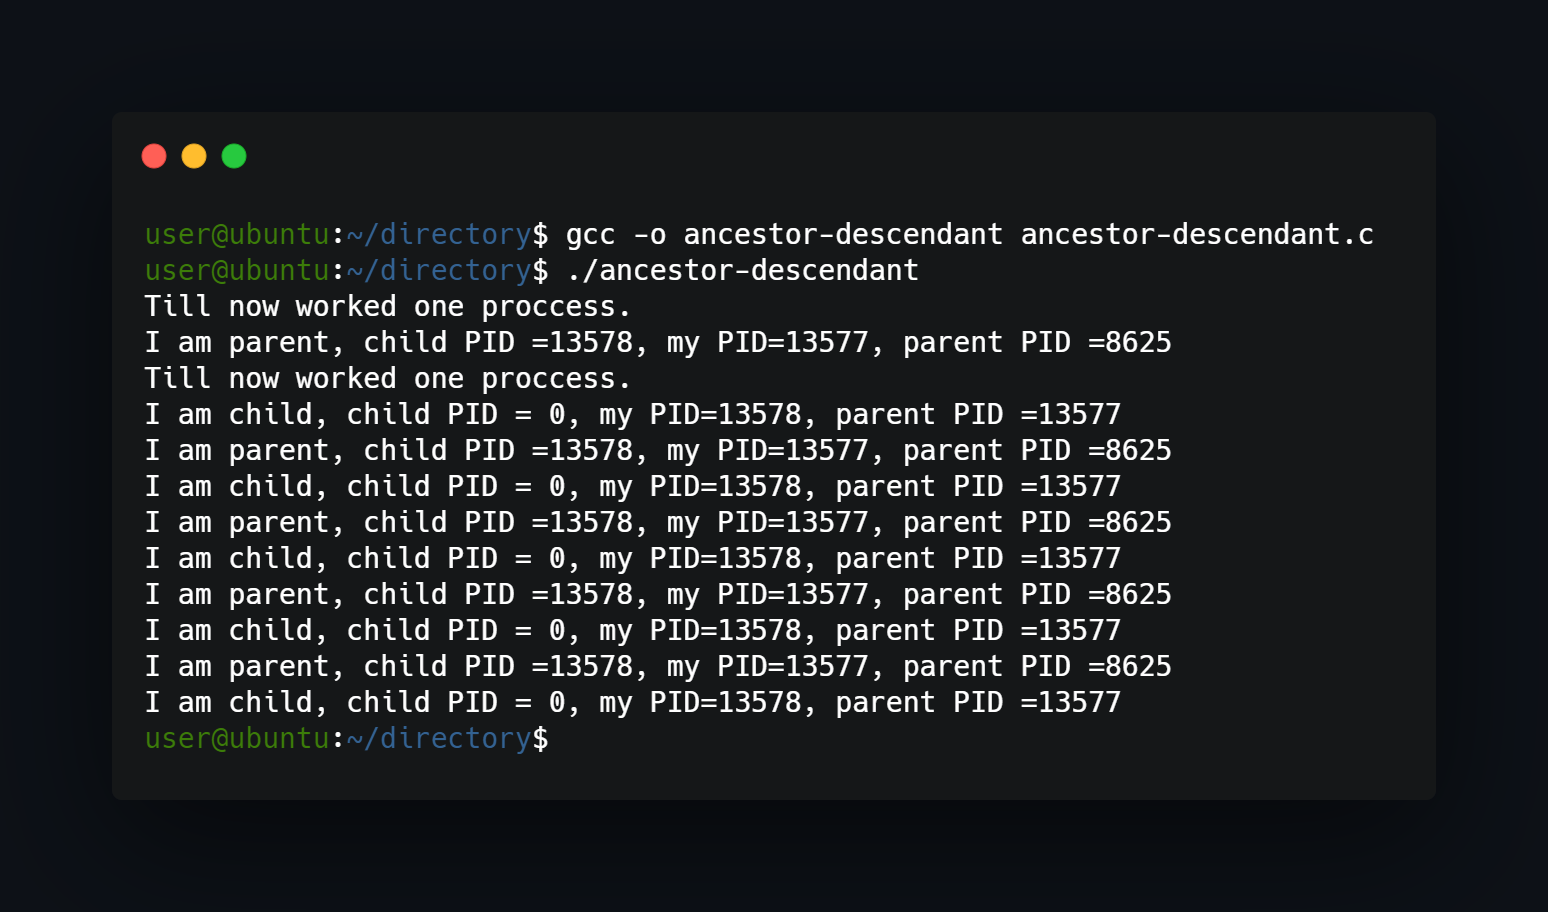 user@ubuntu:~/directory$ gcc -o ancestor-descendant ancestor-descendant.c
user@ubuntu:~/directory$ ./ancestor-descendant
Till now worked one proccess.
I am parent, child PID =13578, my PID=13577, parent PID =8625
Till now worked one proccess.
I am child, child PID = 0, my PID=13578, parent PID =13577
I am parent, child PID =13578, my PID=13577, parent PID =8625
I am child, child PID = 0, my PID=13578, parent PID =13577
I am parent, child PID =13578, my PID=13577, parent PID =8625
I am child, child PID = 0, my PID=13578, parent PID =13577
I am parent, child PID =13578, my PID=13577, parent PID =8625
I am child, child PID = 0, my PID=13578, parent PID =13577
I am parent, child PID =13578, my PID=13577, parent PID =8625
I am child, child PID = 0, my PID=13578, parent PID =13577
user@ubuntu:~/directory$